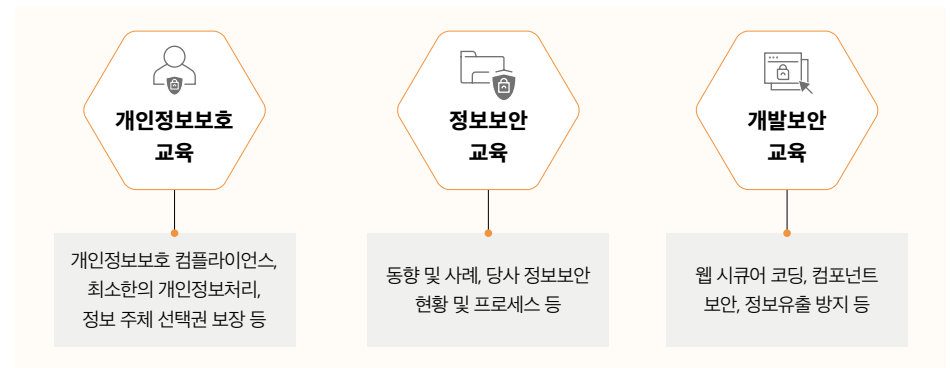 개인정보보호
교육
개인정보보호 컴플라이언스,
최소한의 개인정보처리,
정보 주체 선택권 보장 등
정보보안
교육
동향 및 사례, 당사 정보보안
현황 및 프로세스 등
개발보안
교육
웹 시큐어 코딩, 컴포넌트
보안, 정보유출 방지 등